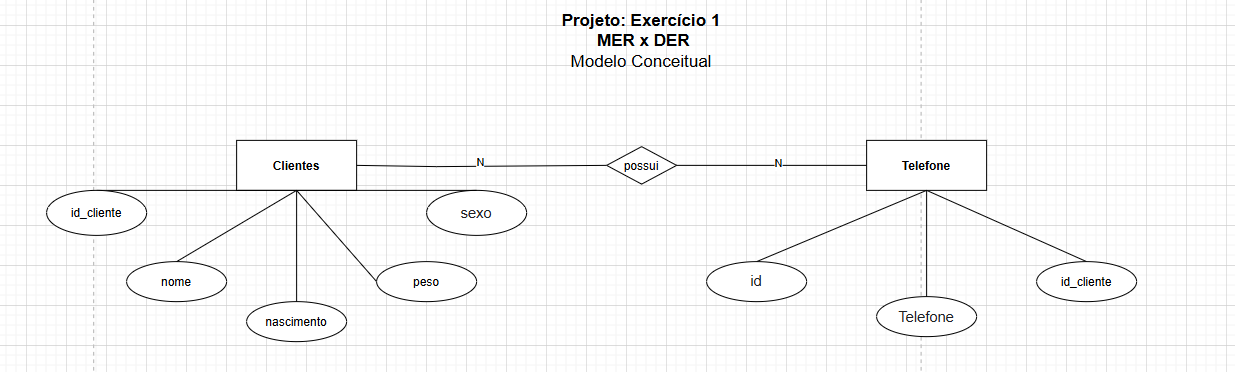 Projeto: Exercício 1
MER x DER
Modelo Conceitual
Clientes
N
possui
N
Telefone
id_cliente
sexo
nome
peso
nascimento
id
id_cliente
Telefone